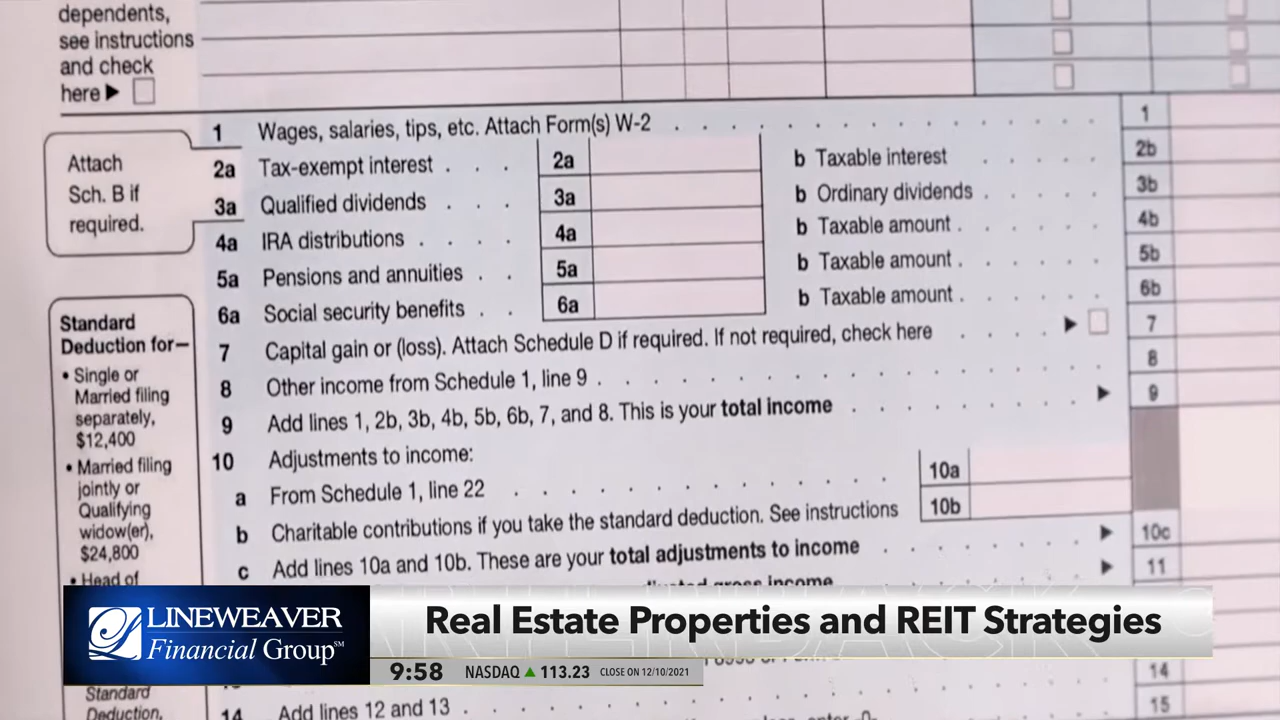 dependents,
see instructions
and check
here ▶
1 Wages, salaries, tips, etc. Attach Form(s) W-2 1
Attach
Sch. B if
required.
2a Tax-exempt interest 2a b Taxable interest 2b
3a Qualified dividends 3a b Ordinary dividends 3b
4a IRA distributions 4a b Taxable amount 4b
5a Pensions and annuities 5a b Taxable amount 5b
6a Social security benefits 6a b Taxable amount 6b
7 Capital gain or (loss). Attach Schedule D if required. If not required, check here ▶ 7
8 Other income from Schedule 1, line 9 8
9 Add lines 1, 2b, 3b, 4b, 5b, 6b, 7, and 8. This is your total income ▶ 9
Standard
Deduction for—
• Single or
Married filing
separately,
$12,400
• Married filing
jointly or
Qualifying
widow(er),
$24,800
• Head of
10 Adjustments to income:
a From Schedule 1, line 22 10a
b Charitable contributions if you take the standard deduction. See instructions 10b
c Add lines 10a and 10b. These are your total adjustments to income ▶ 10c
gross income ▶ 11
LINEWEAVER
Financial Group SM
Real Estate Properties and REIT Strategies
9:58 NASDAQ ▲ 113.23 CLOSE ON 12/10/2021
14
Standard
Deduction,
14 Add lines 12 and 13 15